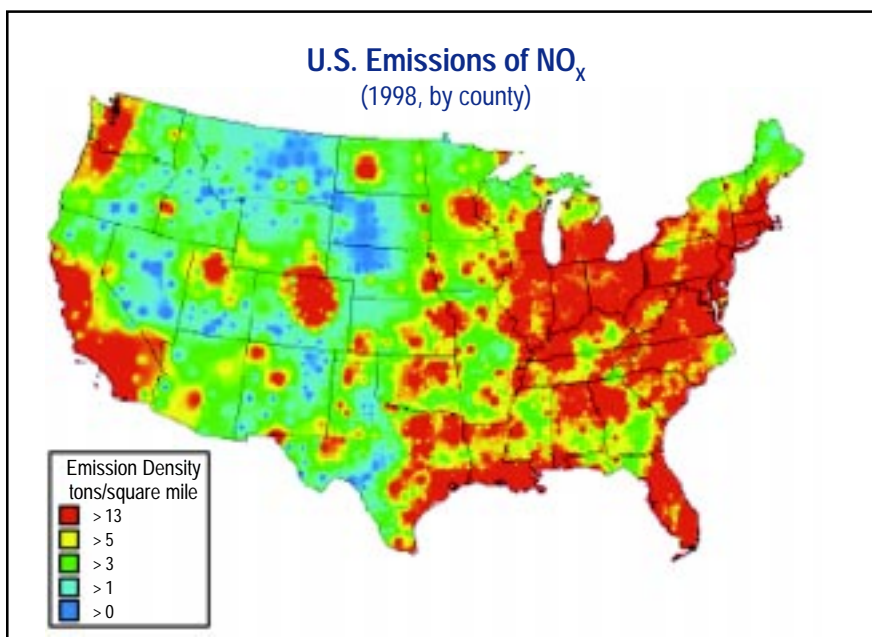 U.S. Emissions of NOx
(1998, by county)
Emission Density
tons/square mile
> 13
> 5
> 3
> 1
> 0